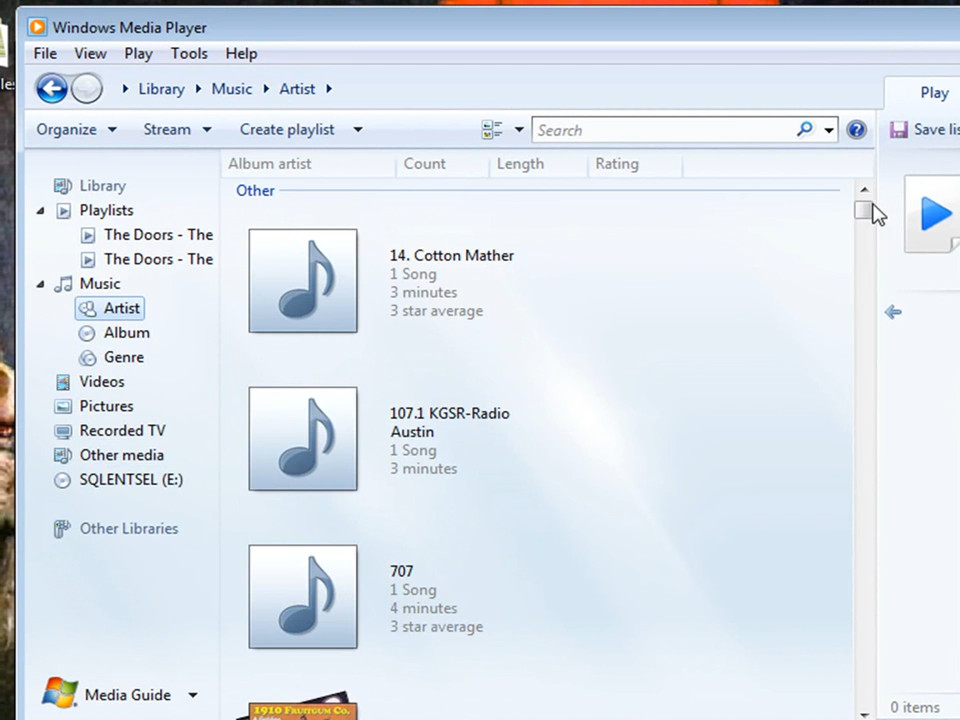 Windows Media Player
File View Play Tools Help
Library Music Artist
Play
Organize Stream Create playlist Search Save lis
Album artist Count Length Rating
Library
Playlists
The Doors - The
The Doors - The
Music
Artist
Album
Genre
Videos
Pictures
Recorded TV
Other media
SQLENTSEL (E:)
Other Libraries
Media Guide
Other
14. Cotton Mather
1 Song
3 minutes
3 star average
107.1 KGSR-Radio
Austin
1 Song
3 minutes
707
1 Song
4 minutes
3 star average
1910 FRUITGUM CO.
0 items